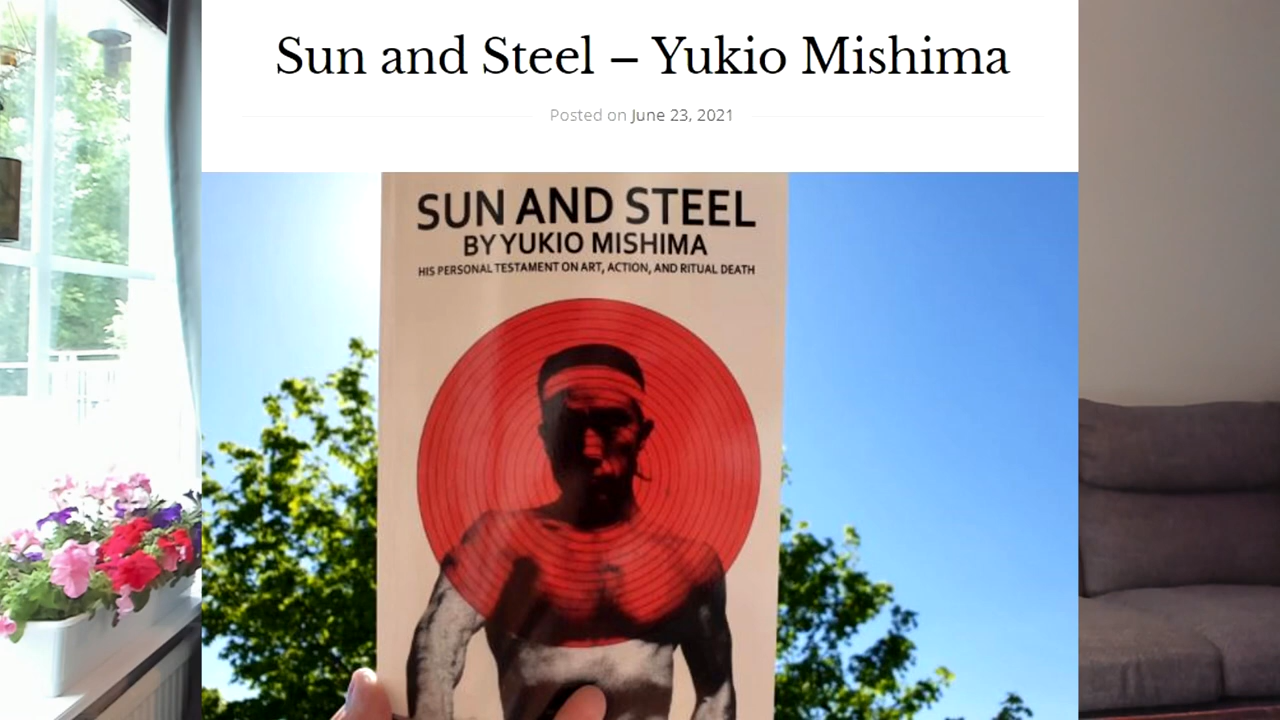 Sun and Steel – Yukio Mishima
Posted on June 23, 2021
SUN AND STEEL
BY YUKIO MISHIMA
HIS PERSONAL TESTAMENT ON ART, ACTION, AND RITUAL DEATH